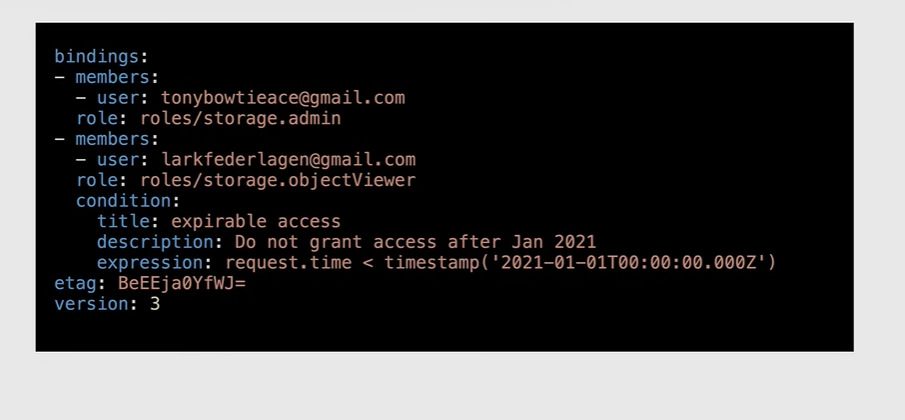 bindings:
- members:
  - user: tonybowtieace@gmail.com
  role: roles/storage.admin
- members:
  - user: larkfederlagen@gmail.com
  role: roles/storage.objectViewer
  condition:
    title: expirable access
    description: Do not grant access after Jan 2021
    expression: request.time < timestamp('2021-01-01T00:00:00.000Z')
etag: BeEEja0YfWJ=
version: 3